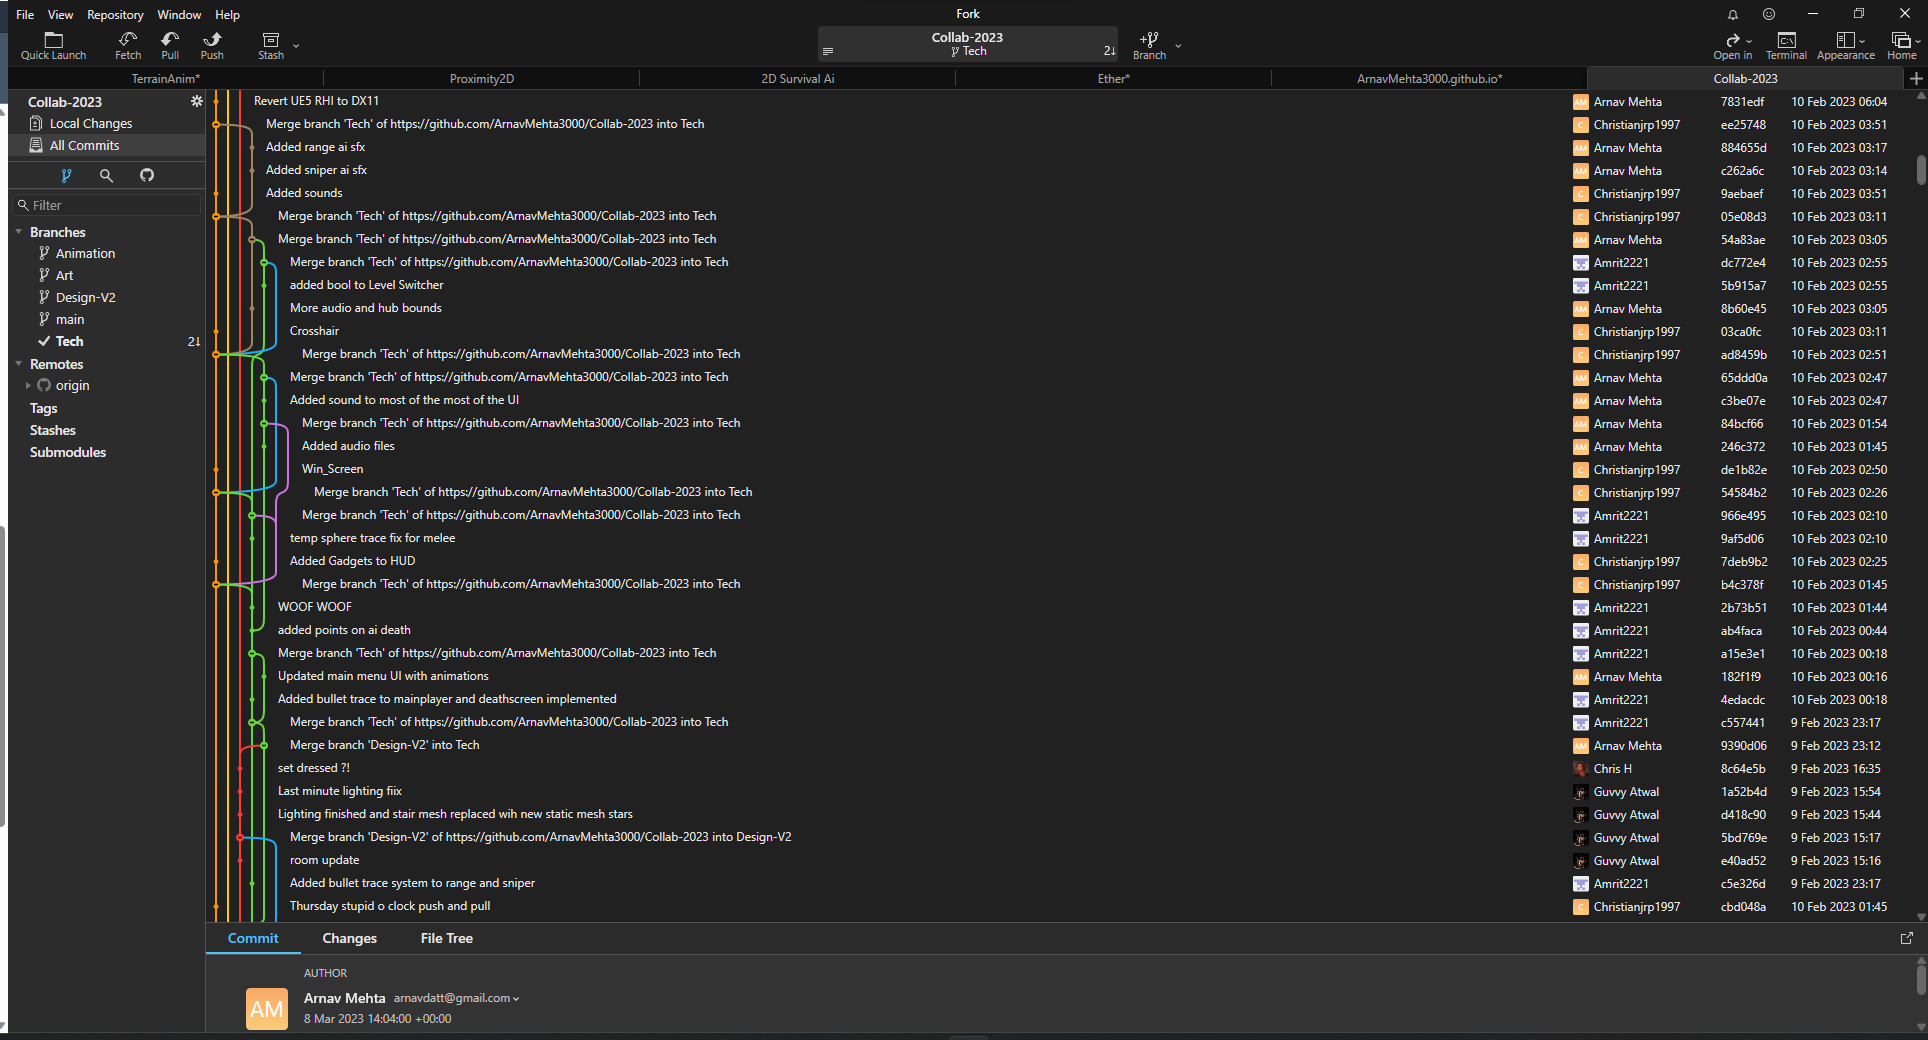 File View Repository Window Help
Fork
Quick Launch
Fetch
Pull
Push
Stash
Collab-2023
Tech
2↓
Branch
Open in
Terminal
Appearance
Home
TerrainAnim*
Proximity2D
2D Survival Ai
Ether*
ArnavMehta3000.github.io*
Collab-2023
Collab-2023
Local Changes
All Commits
Filter
Branches
Animation
Art
Design-V2
main
Tech 2↓
Remotes
origin
Tags
Stashes
Submodules
Revert UE5 RHI to DX11 AM Arnav Mehta 7831edf 10 Feb 2023 06:04
Merge branch 'Tech' of https://github.com/ArnavMehta3000/Collab-2023 into Tech C Christianjrp1997 ee25748 10 Feb 2023 03:51
Added range ai sfx AM Arnav Mehta 884655d 10 Feb 2023 03:17
Added sniper ai sfx AM Arnav Mehta c262a6c 10 Feb 2023 03:14
Added sounds C Christianjrp1997 9aebaef 10 Feb 2023 03:51
Merge branch 'Tech' of https://github.com/ArnavMehta3000/Collab-2023 into Tech C Christianjrp1997 05e08d3 10 Feb 2023 03:11
Merge branch 'Tech' of https://github.com/ArnavMehta3000/Collab-2023 into Tech AM Arnav Mehta 54a83ae 10 Feb 2023 03:05
Merge branch 'Tech' of https://github.com/ArnavMehta3000/Collab-2023 into Tech Amrit2221 dc772e4 10 Feb 2023 02:55
added bool to Level Switcher Amrit2221 5b915a7 10 Feb 2023 02:55
More audio and hub bounds AM Arnav Mehta 8b60e45 10 Feb 2023 03:05
Crosshair C Christianjrp1997 03ca0fc 10 Feb 2023 03:11
Merge branch 'Tech' of https://github.com/ArnavMehta3000/Collab-2023 into Tech C Christianjrp1997 ad8459b 10 Feb 2023 02:51
Merge branch 'Tech' of https://github.com/ArnavMehta3000/Collab-2023 into Tech AM Arnav Mehta 65ddd0a 10 Feb 2023 02:47
Added sound to most of the most of the UI AM Arnav Mehta c3be07e 10 Feb 2023 02:47
Merge branch 'Tech' of https://github.com/ArnavMehta3000/Collab-2023 into Tech AM Arnav Mehta 84bcf66 10 Feb 2023 01:54
Added audio files AM Arnav Mehta 246c372 10 Feb 2023 01:45
Win_Screen C Christianjrp1997 de1b82e 10 Feb 2023 02:50
Merge branch 'Tech' of https://github.com/ArnavMehta3000/Collab-2023 into Tech C Christianjrp1997 54584b2 10 Feb 2023 02:26
Merge branch 'Tech' of https://github.com/ArnavMehta3000/Collab-2023 into Tech Amrit2221 966e495 10 Feb 2023 02:10
temp sphere trace fix for melee Amrit2221 9af5d06 10 Feb 2023 02:10
Added Gadgets to HUD C Christianjrp1997 7deb9b2 10 Feb 2023 02:25
Merge branch 'Tech' of https://github.com/ArnavMehta3000/Collab-2023 into Tech C Christianjrp1997 b4c378f 10 Feb 2023 01:45
WOOF WOOF Amrit2221 2b73b51 10 Feb 2023 01:44
added points on ai death Amrit2221 ab4faca 10 Feb 2023 00:44
Merge branch 'Tech' of https://github.com/ArnavMehta3000/Collab-2023 into Tech Amrit2221 a15e3e1 10 Feb 2023 00:18
Updated main menu UI with animations AM Arnav Mehta 182f1f9 10 Feb 2023 00:16
Added bullet trace to mainplayer and deathscreen implemented Amrit2221 4edacdc 10 Feb 2023 00:18
Merge branch 'Tech' of https://github.com/ArnavMehta3000/Collab-2023 into Tech Amrit2221 c557441 9 Feb 2023 23:17
Merge branch 'Design-V2' into Tech AM Arnav Mehta 9390d06 9 Feb 2023 23:12
set dressed ?! Chris H 8c64e5b 9 Feb 2023 16:35
Last minute lighting fiix Guvvy Atwal 1a52b4d 9 Feb 2023 15:54
Lighting finished and stair mesh replaced wih new static mesh stars Guvvy Atwal d418c90 9 Feb 2023 15:44
Merge branch 'Design-V2' of https://github.com/ArnavMehta3000/Collab-2023 into Design-V2 Guvvy Atwal 5bd769e 9 Feb 2023 15:17
room update Guvvy Atwal e40ad52 9 Feb 2023 15:16
Added bullet trace system to range and sniper Amrit2221 c5e326d 9 Feb 2023 23:17
Thursday stupid o clock push and pull C Christianjrp1997 cbd048a 10 Feb 2023 01:45
Commit Changes File Tree
AUTHOR
AM
Arnav Mehta arnavdatt@gmail.com
8 Mar 2023 14:04:00 +00:00